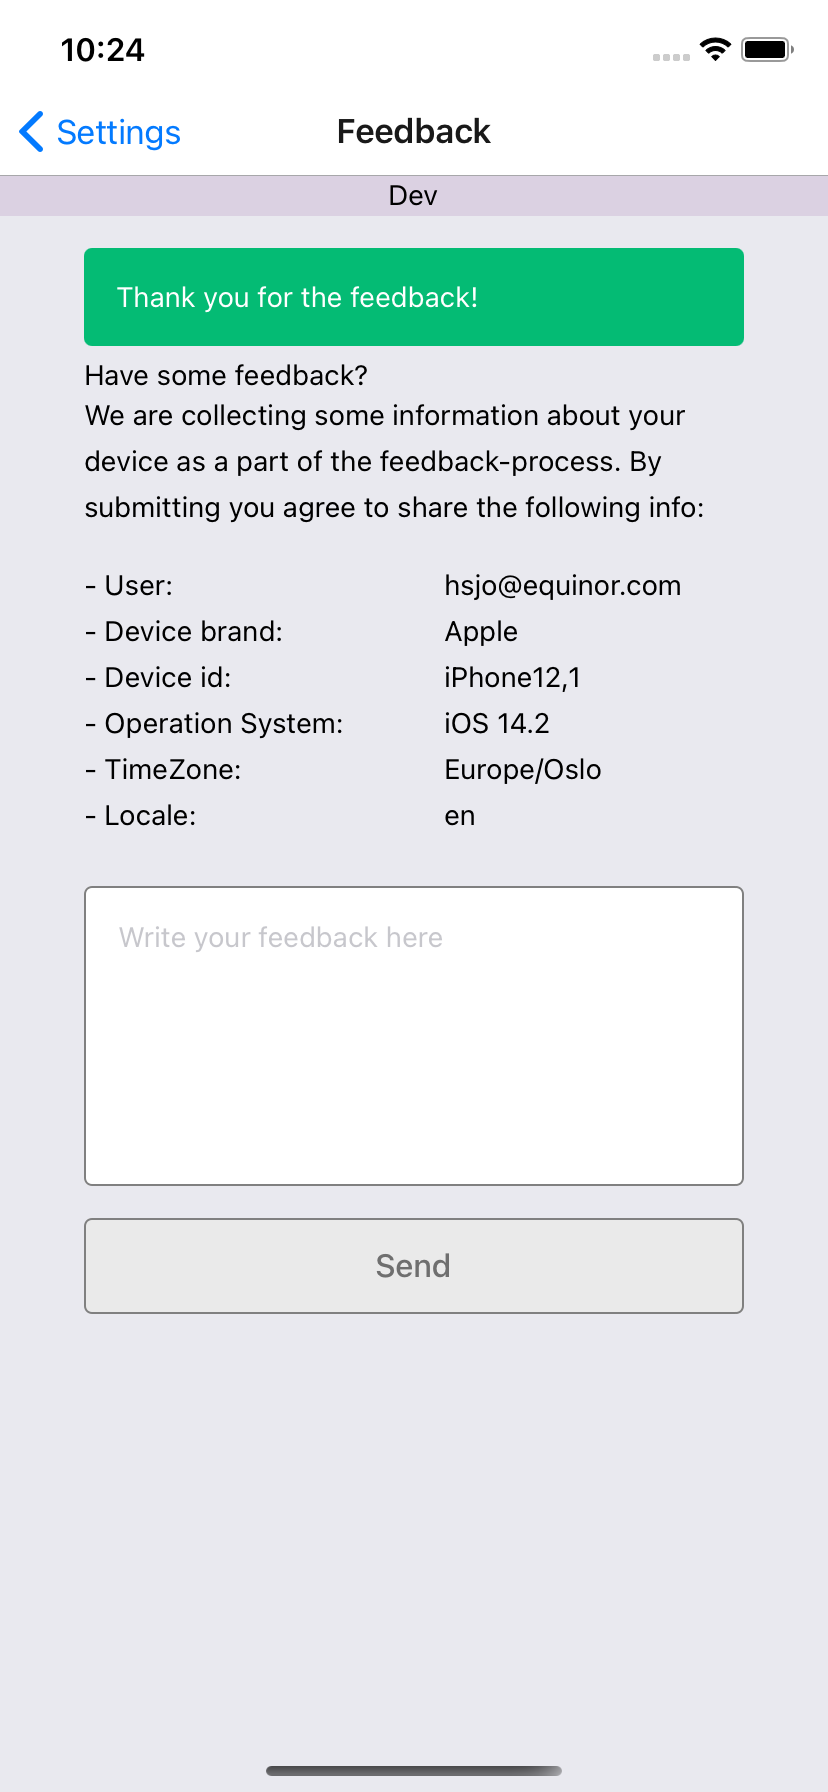 10:24
Settings
Feedback
Dev
Thank you for the feedback!
Have some feedback?
We are collecting some information about your
device as a part of the feedback-process. By
submitting you agree to share the following info:
- User: hsjo@equinor.com
- Device brand: Apple
- Device id: iPhone12,1
- Operation System: iOS 14.2
- TimeZone: Europe/Oslo
- Locale: en
Write your feedback here
Send